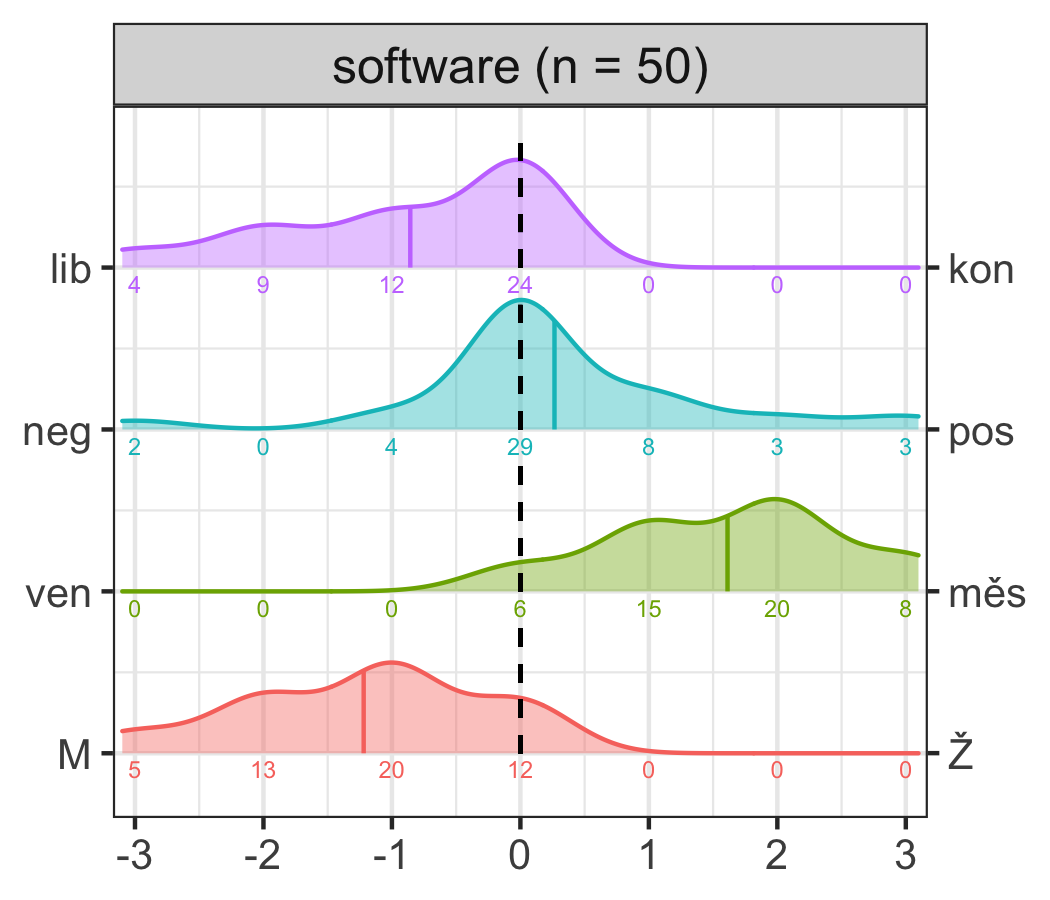 software (n = 50)
lib kon
4 9 12 24 0 0 0
neg pos
2 0 4 29 8 3 3
ven měs
0 0 0 6 15 20 8
M Ž
5 13 20 12 0 0 0
-3 -2 -1 0 1 2 3